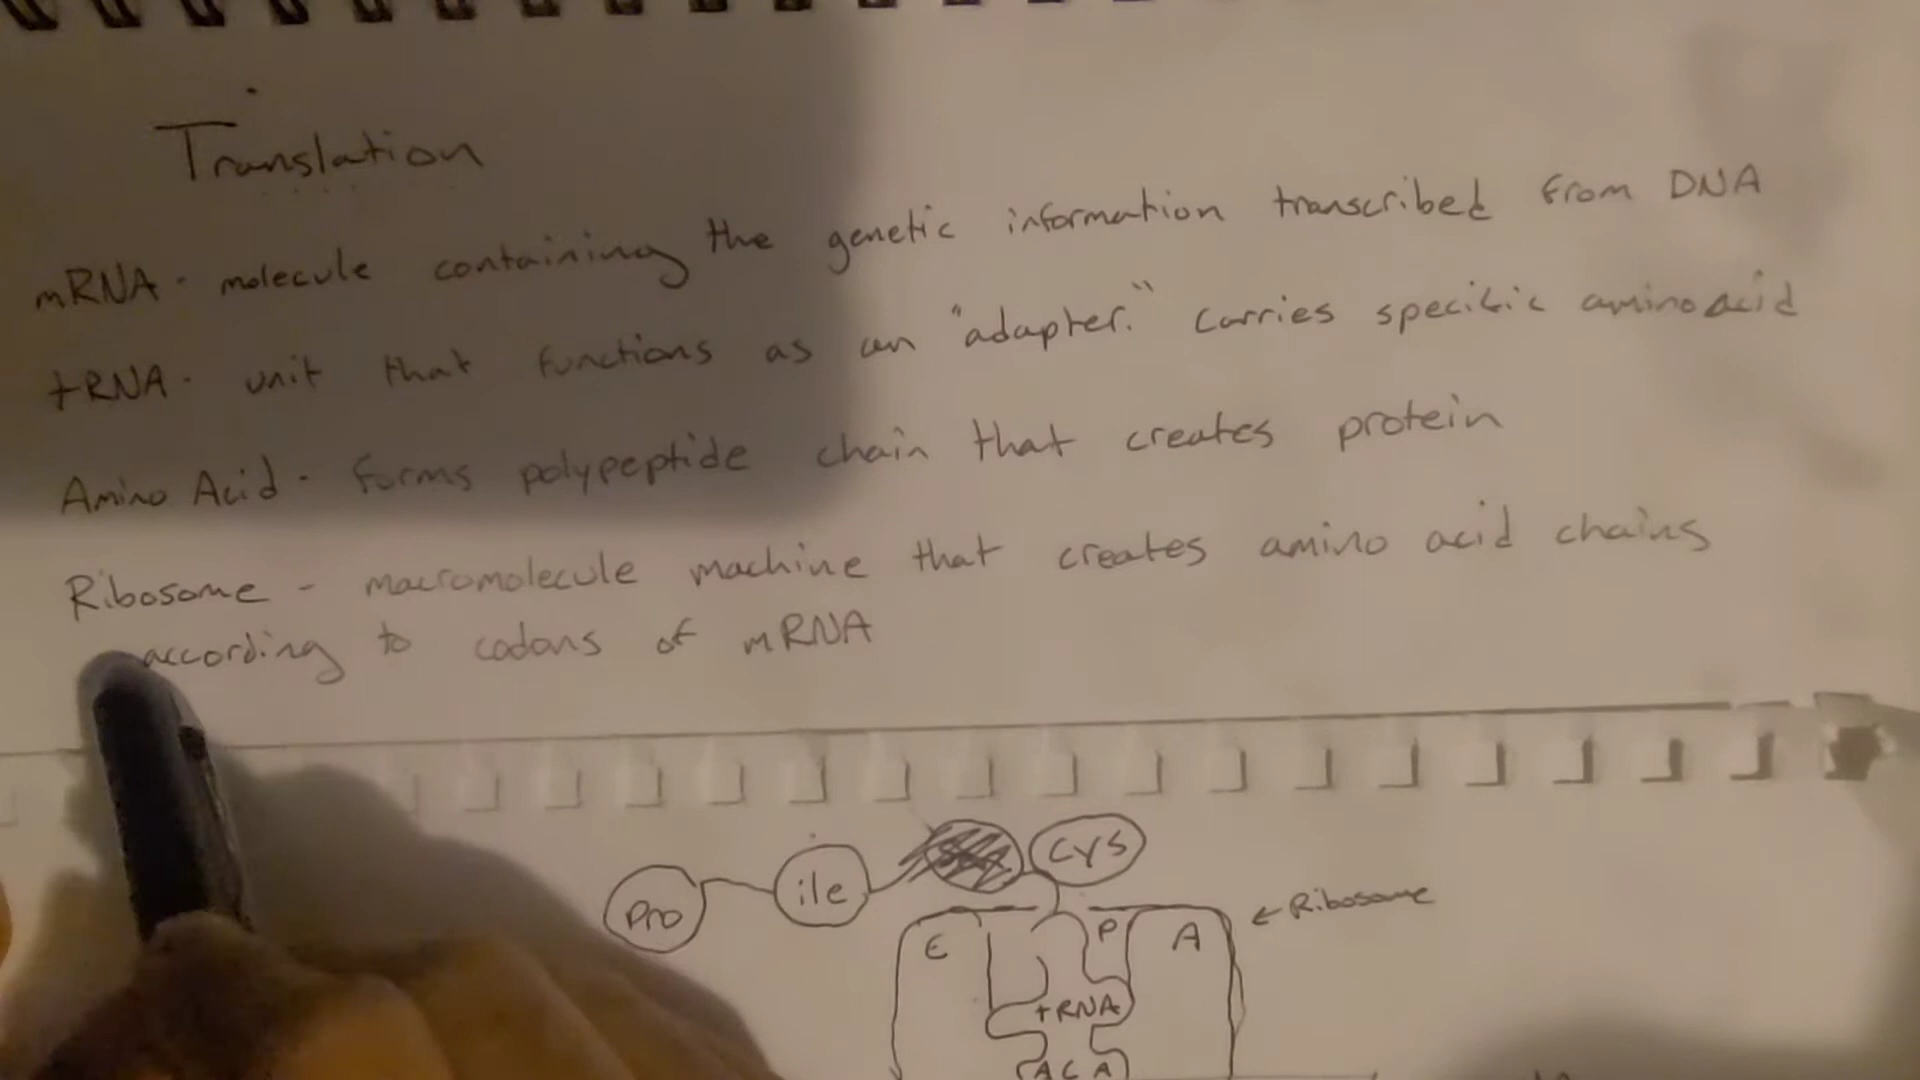 Translation
mRNA - molecule containing the genetic information transcribed from DNA
tRNA - unit that functions as an "adapter." carries specific amino acid
Amino Acid - forms polypeptide chain that creates protein
Ribosome - macromolecule machine that creates amino acid chains
according to codons of mRNA
Pro ile Cys
← Ribosome
E P A
tRNA
ACA